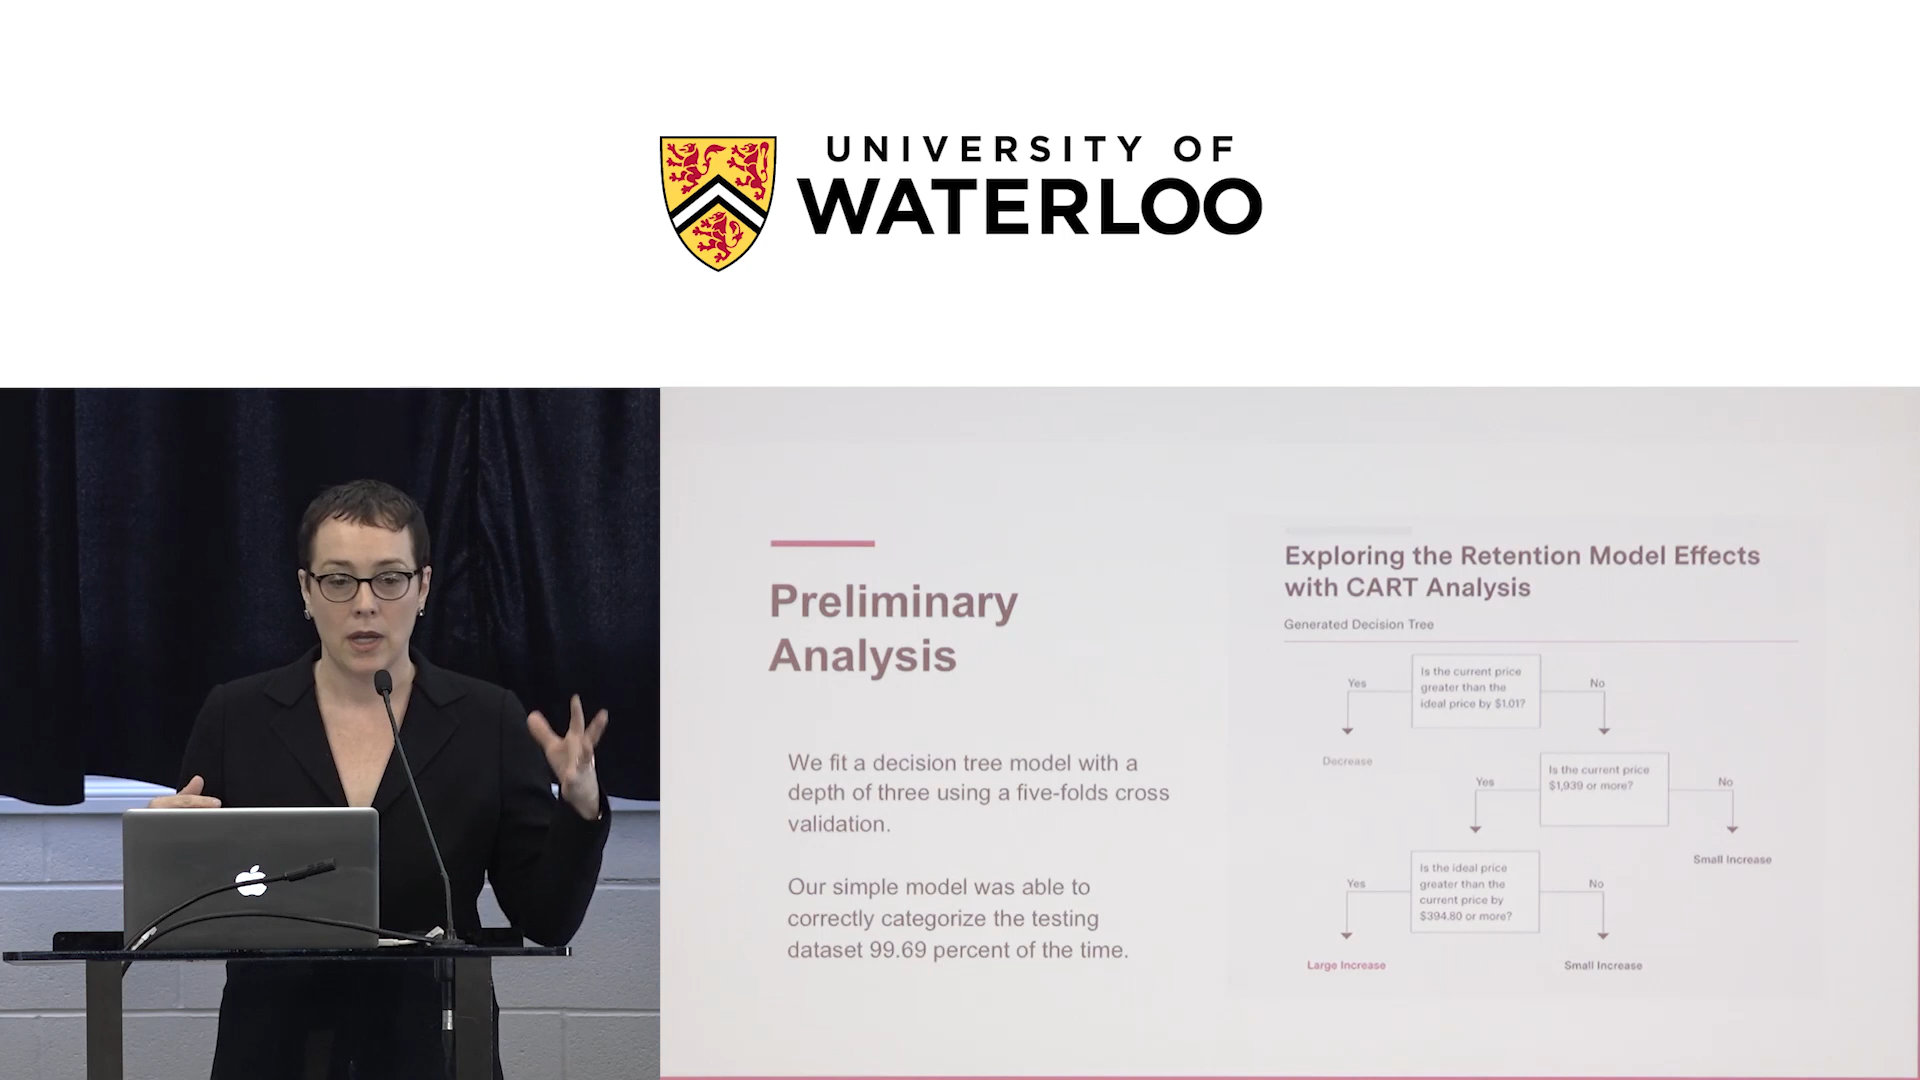 UNIVERSITY OF
WATERLOO
Preliminary
Analysis
We fit a decision tree model with a
depth of three using a five-folds cross
validation.
Our simple model was able to
correctly categorize the testing
dataset 99.69 percent of the time.
Exploring the Retention Model Effects
with CART Analysis
Generated Decision Tree
Yes
Is the current price
greater than the
ideal price by $1.01?
No
Decrease
Yes
Is the current price
$1,939 or more?
No
Small Increase
Yes
Is the ideal price
greater than the
current price by
$394.80 or more?
No
Large Increase
Small Increase